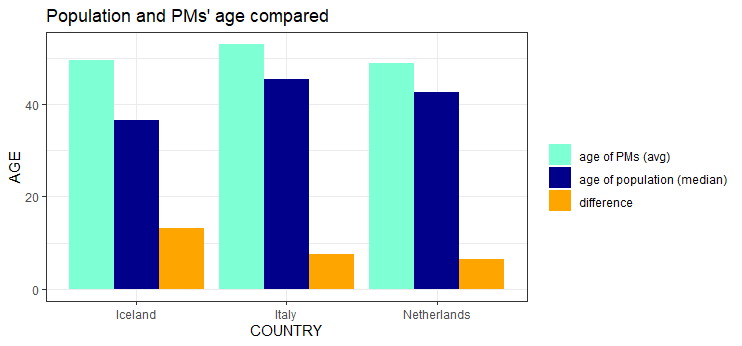 Population and PMs' age compared
AGE
40
20
0
Iceland
Italy
Netherlands
COUNTRY
age of PMs (avg)
age of population (median)
difference